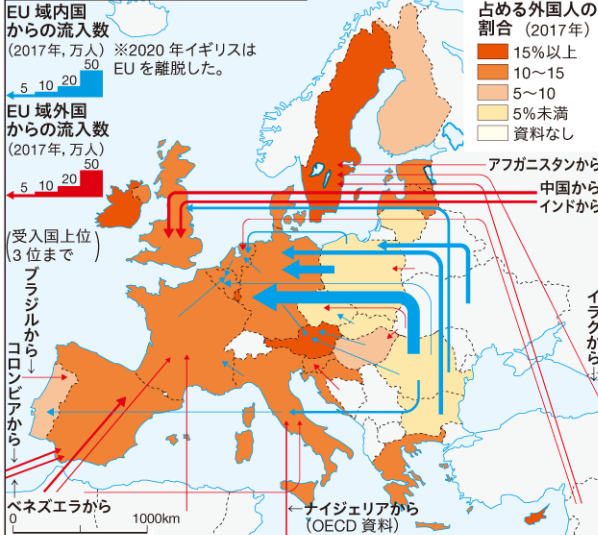 EU 域内国
からの流入数
(2017年, 万人)
5 10 20 50
※2020 年イギリスは
EU を離脱した。
EU 域外国
からの流入数
(2017年, 万人)
5 10 20 50
(受入国上位
3 位まで)
占める外国人の
割合 (2017年)
15%以上
10〜15
5〜10
5%未満
資料なし
アフガニスタンから
中国から
インドから
イラクから→
ブラジルから→
コロンビアから→
ベネズエラから
←ナイジェリアから
(OECD 資料)
0 1000km